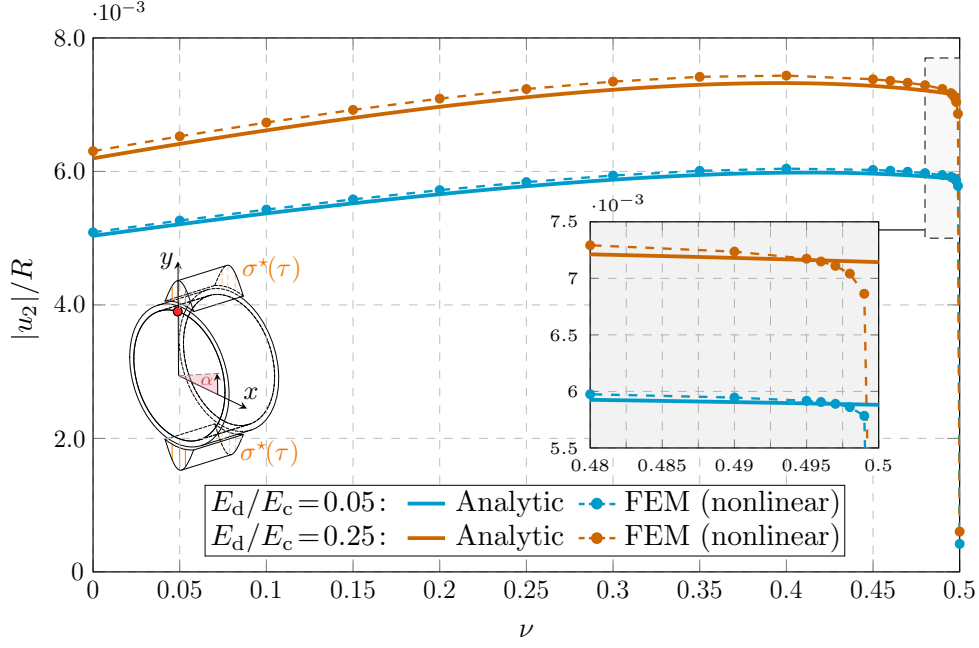 ·10⁻³
8.0
6.0
4.0
2.0
0
|u₂|/R
0 0.05 0.1 0.15 0.2 0.25 0.3 0.35 0.4 0.45 0.5
ν
y
σ*(τ)
α
x
σ*(τ)
·10⁻³
7.5
7
6.5
6
5.5
0.48 0.485 0.49 0.495 0.5
E_d/E_c=0.05: Analytic FEM (nonlinear)
E_d/E_c=0.25: Analytic FEM (nonlinear)